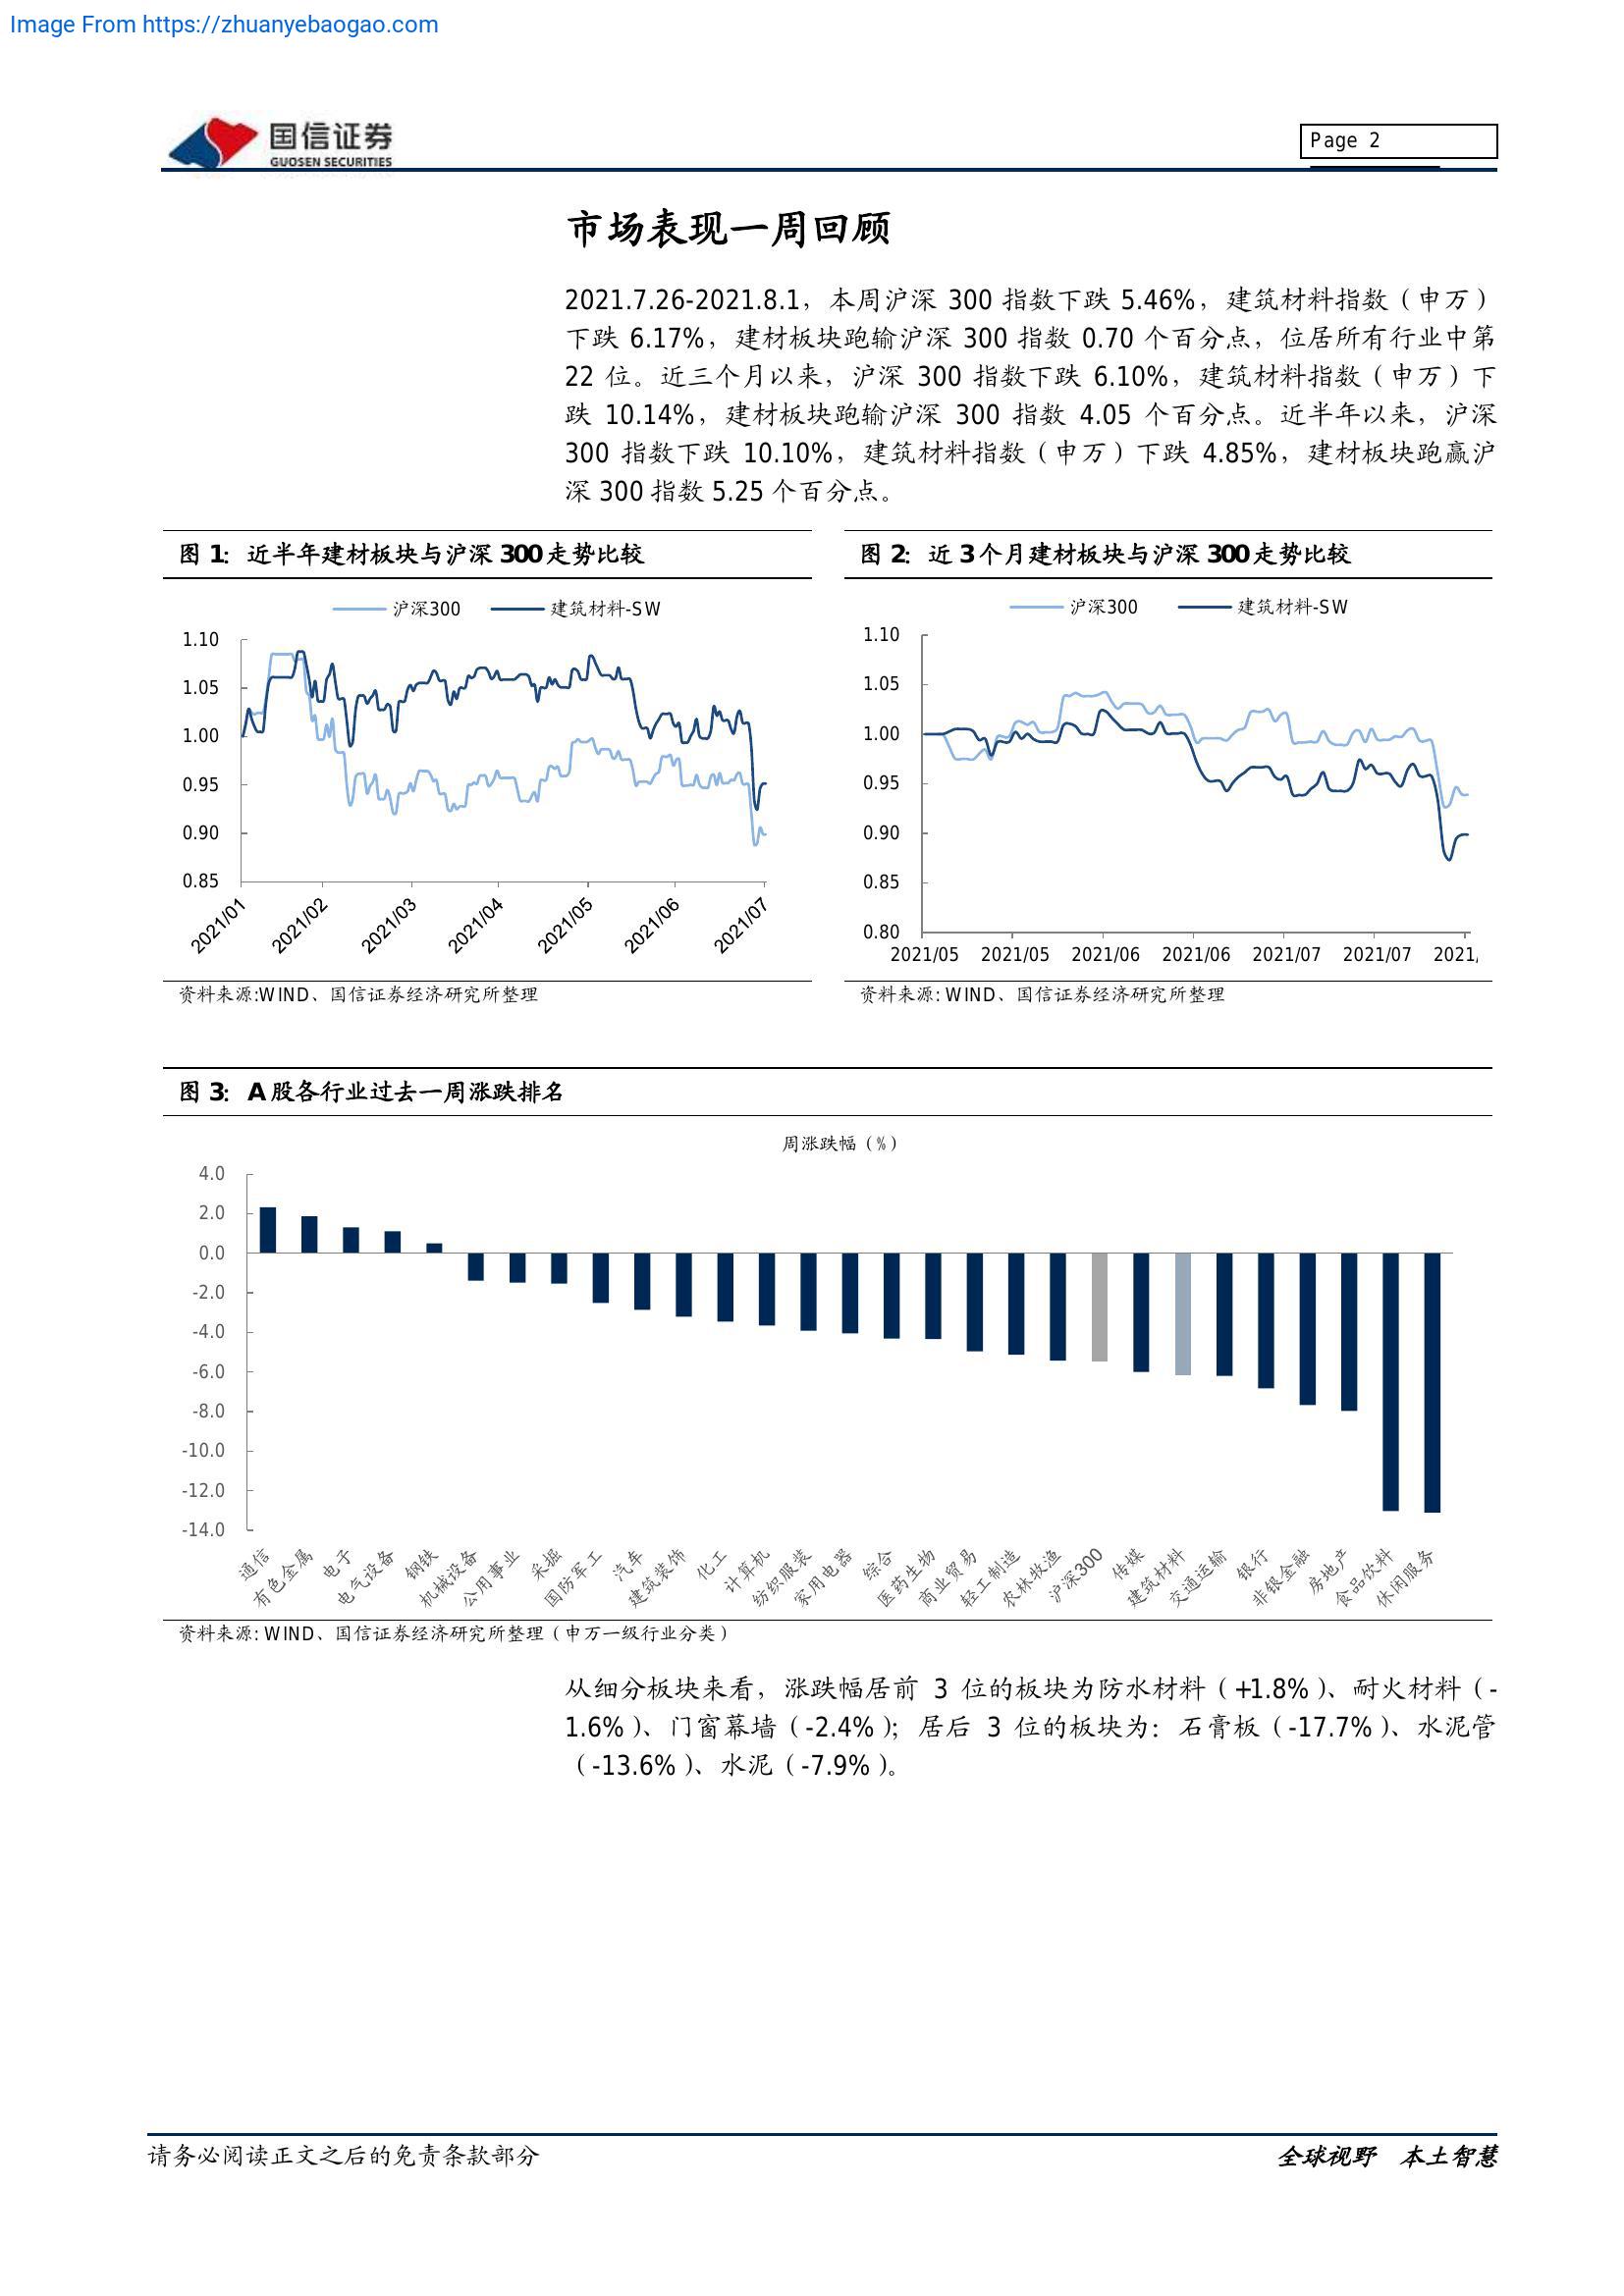 Image From https://zhuanyebaogao.com
国信证券
GUOSEN SECURITIES
Page 2
市场表现一周回顾
2021.7.26-2021.8.1，本周沪深 300 指数下跌 5.46%，建筑材料指数（申万）
下跌 6.17%，建材板块跑输沪深 300 指数 0.70 个百分点，位居所有行业中第
22 位。近三个月以来，沪深 300 指数下跌 6.10%，建筑材料指数（申万）下
跌 10.14%，建材板块跑输沪深 300 指数 4.05 个百分点。近半年以来，沪深
300 指数下跌 10.10%，建筑材料指数（申万）下跌 4.85%，建材板块跑赢沪
深 300 指数 5.25 个百分点。
图 1：近半年建材板块与沪深 300 走势比较
沪深300 建筑材料-SW
1.10
1.05
1.00
0.95
0.90
0.85
2021/01 2021/02 2021/03 2021/04 2021/05 2021/06 2021/07
资料来源:WIND、国信证券经济研究所整理
图 2：近 3 个月建材板块与沪深 300 走势比较
沪深300 建筑材料-SW
1.10
1.05
1.00
0.95
0.90
0.85
0.80
2021/05 2021/05 2021/06 2021/06 2021/07 2021/07 2021/
资料来源: WIND、国信证券经济研究所整理
图 3：A 股各行业过去一周涨跌排名
周涨跌幅（%）
4.0
2.0
0.0
-2.0
-4.0
-6.0
-8.0
-10.0
-12.0
-14.0
通信 有色金属 电子 电气设备 钢铁 机械设备 公用事业 采掘 国防军工 汽车 建筑装饰 化工 计算机 纺织服装 家用电器 综合 医药生物 商业贸易 轻工制造 农林牧渔 沪深300 传媒 建筑材料 交通运输 银行 非银金融 房地产 食品饮料 休闲服务
资料来源: WIND、国信证券经济研究所整理（申万一级行业分类）
从细分板块来看，涨跌幅居前 3 位的板块为防水材料（+1.8%）、耐火材料（-
1.6%）、门窗幕墙（-2.4%）；居后 3 位的板块为：石膏板（-17.7%）、水泥管
（-13.6%）、水泥（-7.9%）。
请务必阅读正文之后的免责条款部分
全球视野 本土智慧